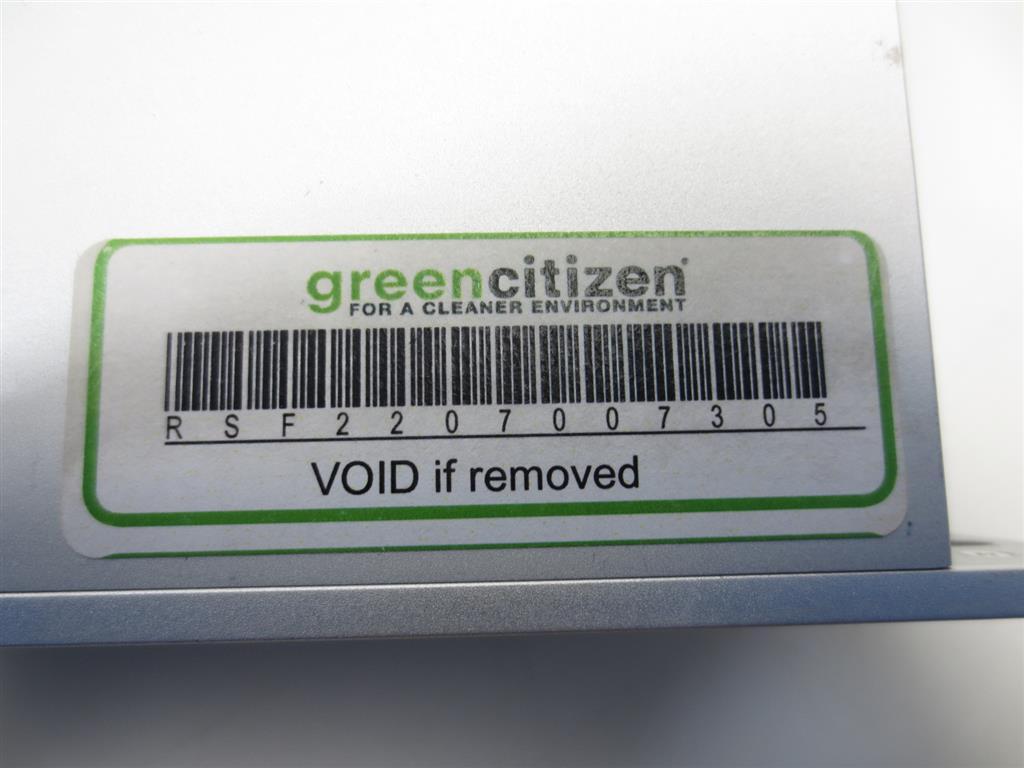 greencitizen
FOR A CLEANER ENVIRONMENT
RSF2207007305
VOID if removed